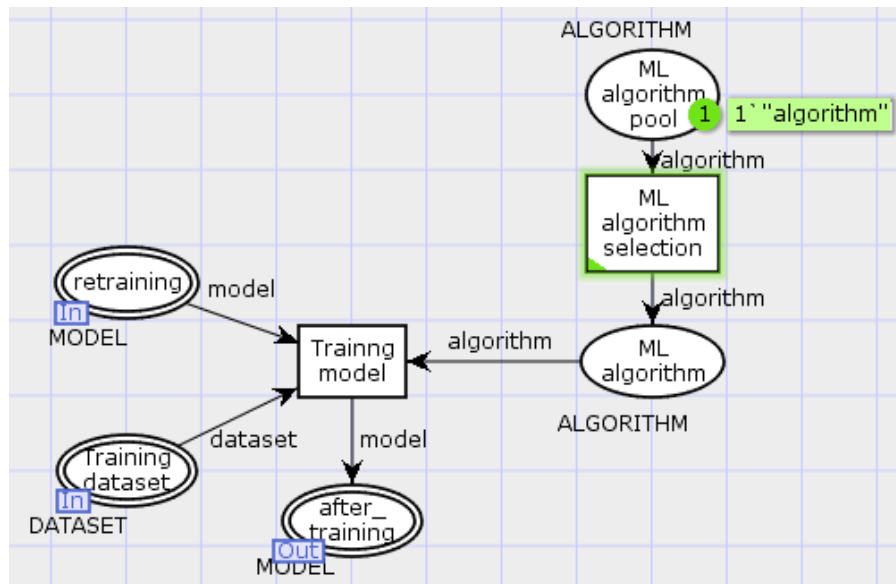 ALGORITHM
ML
algorithm
pool
1
1`"algorithm"
algorithm
ML
algorithm
selection
algorithm
retraining
In
MODEL
model
Trainng
model
algorithm
ML
algorithm
ALGORITHM
Training
dataset
In
DATASET
dataset
model
after_
training
Out
MODEL